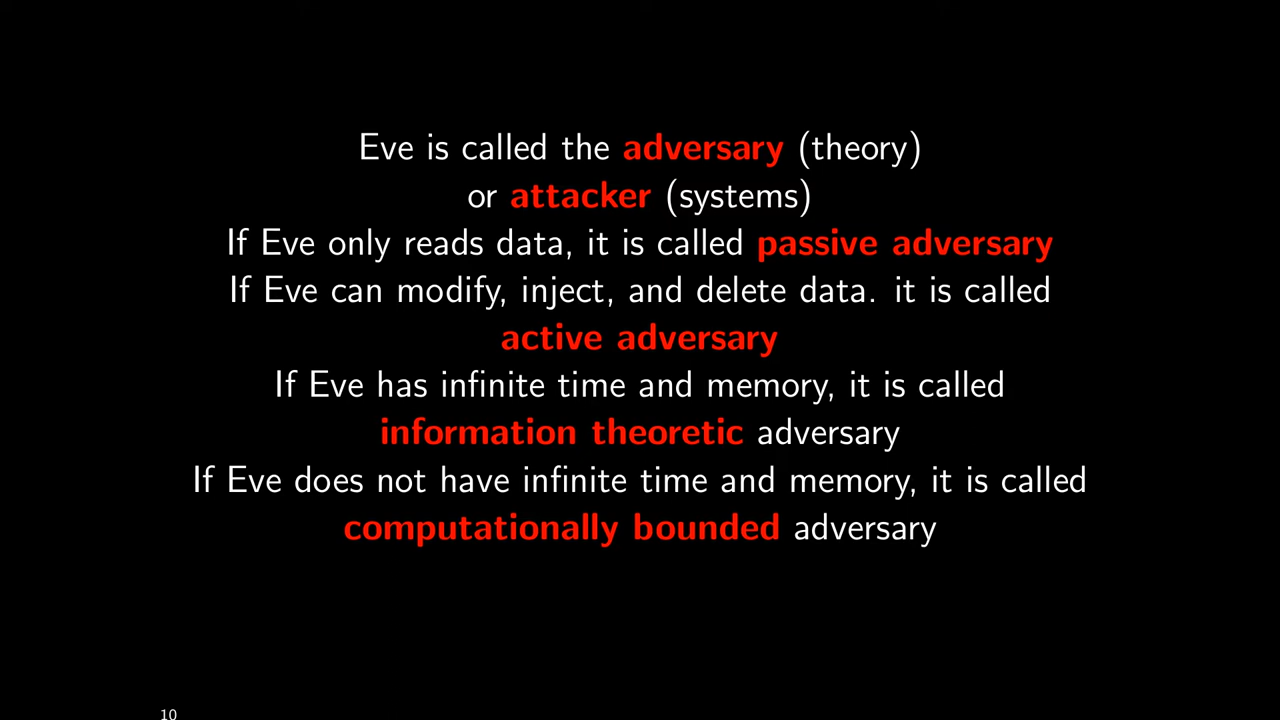 Eve is called the adversary (theory)
or attacker (systems)
If Eve only reads data, it is called passive adversary
If Eve can modify, inject, and delete data. it is called
active adversary
If Eve has infinite time and memory, it is called
information theoretic adversary
If Eve does not have infinite time and memory, it is called
computationally bounded adversary
10